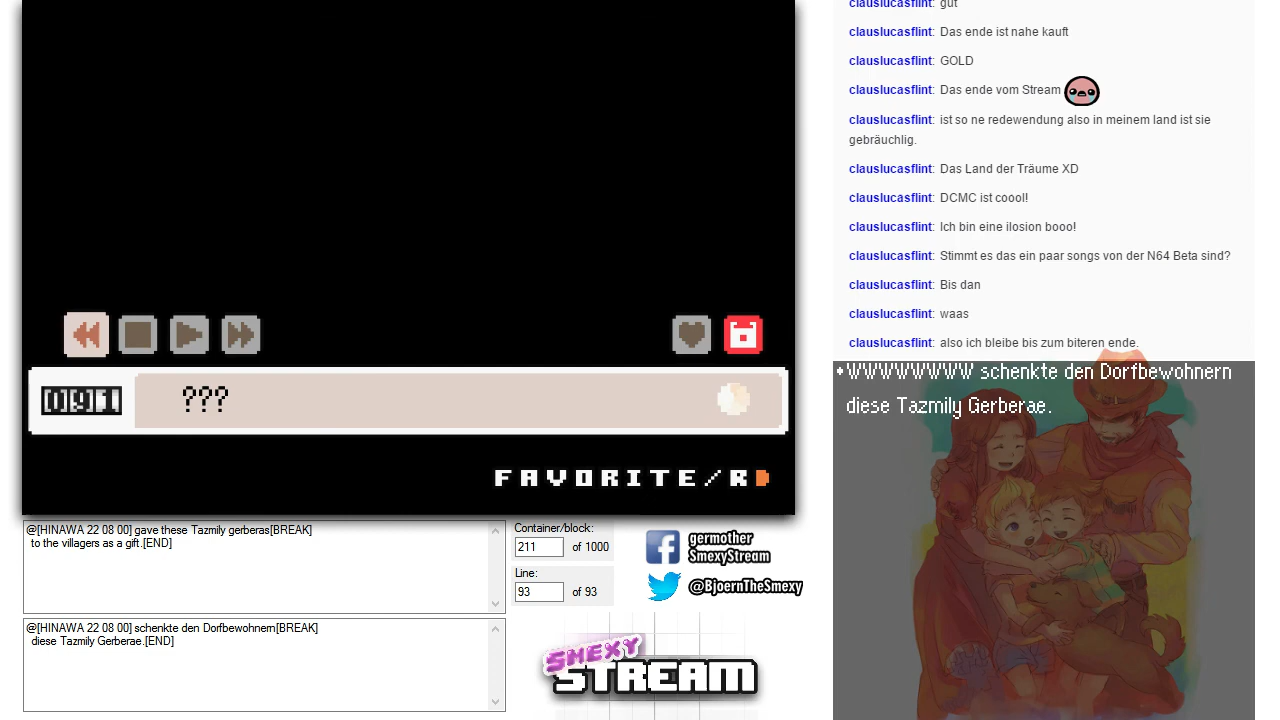 clauslucasflint: gut
clauslucasflint: Das ende ist nahe kauft
clauslucasflint: GOLD
clauslucasflint: Das ende vom Stream
clauslucasflint: ist so ne redewendung also in meinem land ist sie
gebräuchlig.
clauslucasflint: Das Land der Träume XD
clauslucasflint: DCMC ist coool!
clauslucasflint: Ich bin eine ilosion booo!
clauslucasflint: Stimmt es das ein paar songs von der N64 Beta sind?
clauslucasflint: Bis dan
clauslucasflint: waas
clauslucasflint: also ich bleibe bis zum biteren ende.
•WWWWWWWW schenkte den Dorfbewohnern
diese Tazmily Gerberae.
091 ???
FAVORITE/R
@[HINAWA 22 08 00] gave these Tazmily gerberas[BREAK]
to the villagers as a gift.[END]
@[HINAWA 22 08 00] schenkte den Dorfbewohnern[BREAK]
diese Tazmily Gerberae.[END]
Container/block:
211 of 1000
Line:
93 of 93
germother
SmexyStream
@BjoernTheSmexy
SMEXY
STREAM